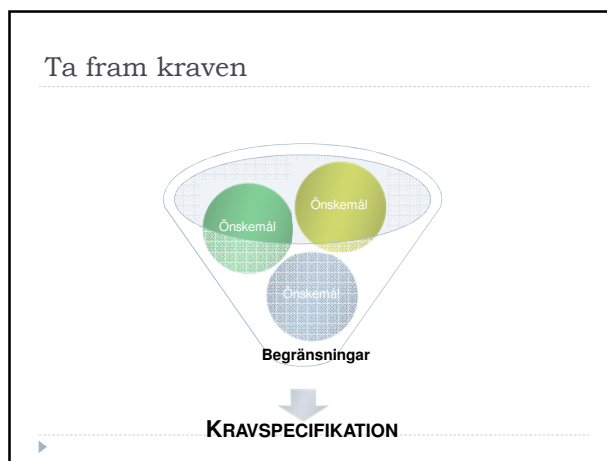 Ta fram kraven
Önskemål
Önskemål
Önskemål
Begränsningar
KRAVSPECIFIKATION